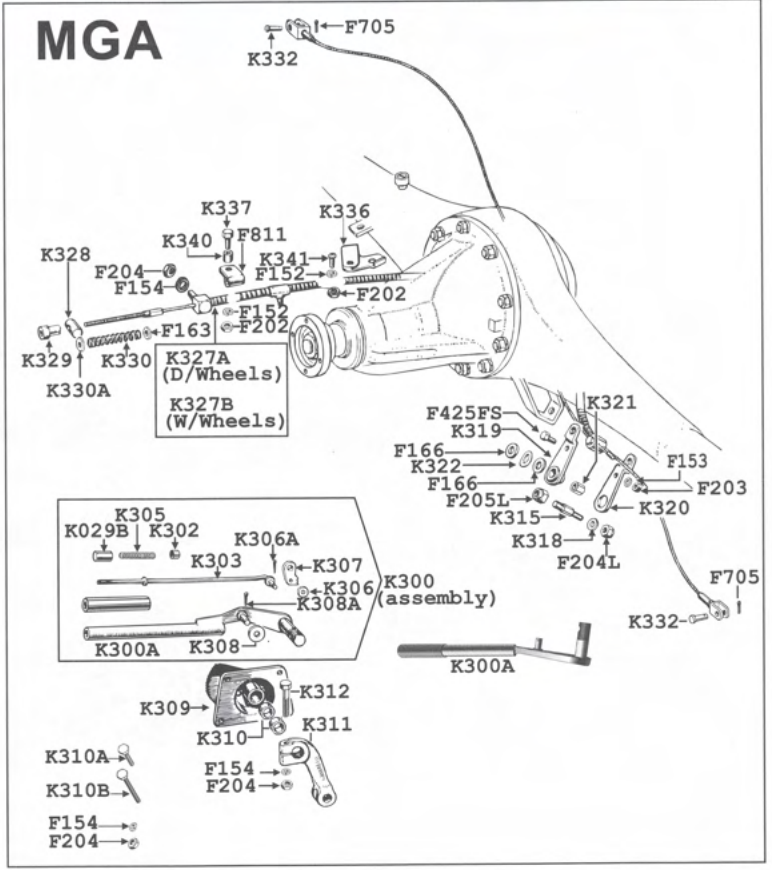 MGA
F705
K332
K337
K336
K340
F811
K328
K341
F204
F152
F154
F202
F152
F163
F202
K329
K330
K330A
K327A
(D/Wheels)
K327B
(W/Wheels)
K321
F425FS
K319
F166
K322
F153
F166
F203
F205L
K320
K315
K318
F204L
K305
K029B
K302
K306A
K303
K307
F705
K306
K300
(assembly)
K308A
K332
K300A
K308
K300A
K312
K309
K311
K310
K310A
F154
F204
K310B
F154
F204